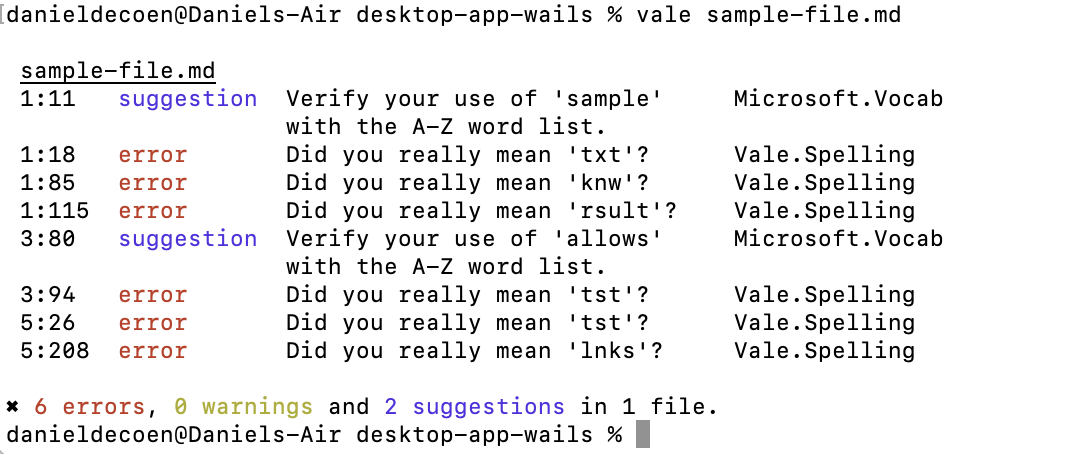 [danieldecoen@Daniels-Air desktop-app-wails % vale sample-file.md
sample-file.md
1:11 suggestion Verify your use of 'sample' Microsoft.Vocab
with the A-Z word list.
1:18 error Did you really mean 'txt'? Vale.Spelling
1:85 error Did you really mean 'knw'? Vale.Spelling
1:115 error Did you really mean 'rsult'? Vale.Spelling
3:80 suggestion Verify your use of 'allows' Microsoft.Vocab
with the A-Z word list.
3:94 error Did you really mean 'tst'? Vale.Spelling
5:26 error Did you really mean 'tst'? Vale.Spelling
5:208 error Did you really mean 'lnks'? Vale.Spelling
✖ 6 errors, 0 warnings and 2 suggestions in 1 file.
danieldecoen@Daniels-Air desktop-app-wails %